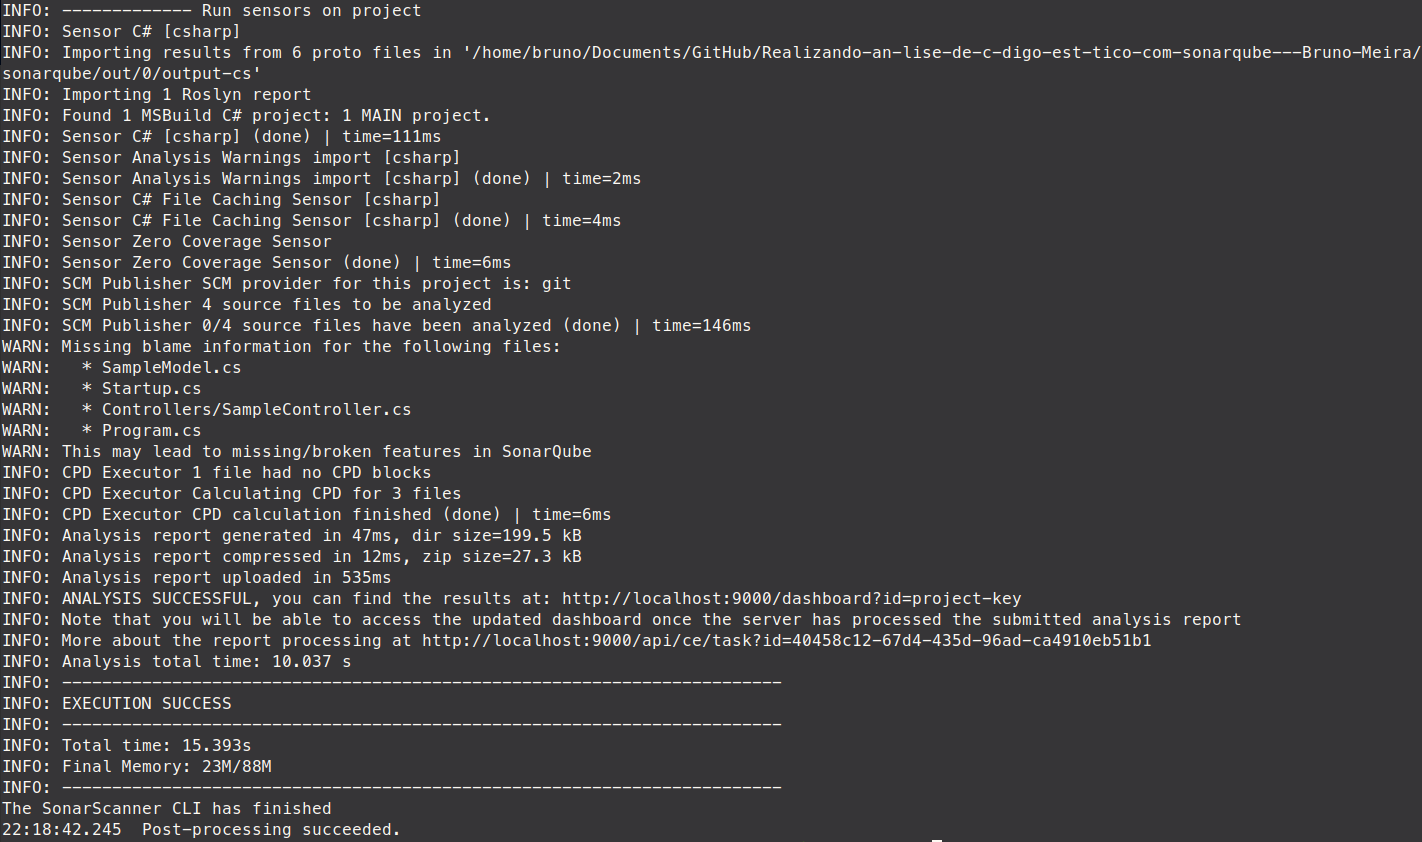 INFO: ------------- Run sensors on project
INFO: Sensor C# [csharp]
INFO: Importing results from 6 proto files in '/home/bruno/Documents/GitHub/Realizando-an-lise-de-c-digo-est-tico-com-sonarqube---Bruno-Meira/
sonarqube/out/0/output-cs'
INFO: Importing 1 Roslyn report
INFO: Found 1 MSBuild C# project: 1 MAIN project.
INFO: Sensor C# [csharp] (done) | time=111ms
INFO: Sensor Analysis Warnings import [csharp]
INFO: Sensor Analysis Warnings import [csharp] (done) | time=2ms
INFO: Sensor C# File Caching Sensor [csharp]
INFO: Sensor C# File Caching Sensor [csharp] (done) | time=4ms
INFO: Sensor Zero Coverage Sensor
INFO: Sensor Zero Coverage Sensor (done) | time=6ms
INFO: SCM Publisher SCM provider for this project is: git
INFO: SCM Publisher 4 source files to be analyzed
INFO: SCM Publisher 0/4 source files have been analyzed (done) | time=146ms
WARN: Missing blame information for the following files:
WARN:   * SampleModel.cs
WARN:   * Startup.cs
WARN:   * Controllers/SampleController.cs
WARN:   * Program.cs
WARN: This may lead to missing/broken features in SonarQube
INFO: CPD Executor 1 file had no CPD blocks
INFO: CPD Executor Calculating CPD for 3 files
INFO: CPD Executor CPD calculation finished (done) | time=6ms
INFO: Analysis report generated in 47ms, dir size=199.5 kB
INFO: Analysis report compressed in 12ms, zip size=27.3 kB
INFO: Analysis report uploaded in 535ms
INFO: ANALYSIS SUCCESSFUL, you can find the results at: http://localhost:9000/dashboard?id=project-key
INFO: Note that you will be able to access the updated dashboard once the server has processed the submitted analysis report
INFO: More about the report processing at http://localhost:9000/api/ce/task?id=40458c12-67d4-435d-96ad-ca4910eb51b1
INFO: Analysis total time: 10.037 s
INFO: ------------------------------------------------------------------------
INFO: EXECUTION SUCCESS
INFO: ------------------------------------------------------------------------
INFO: Total time: 15.393s
INFO: Final Memory: 23M/88M
INFO: ------------------------------------------------------------------------
The SonarScanner CLI has finished
22:18:42.245  Post-processing succeeded.